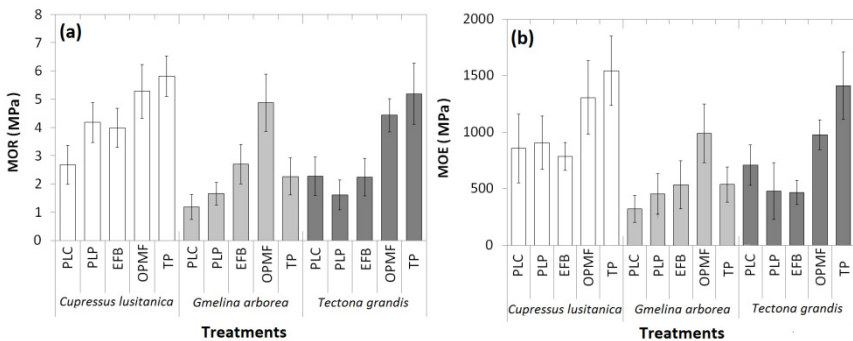 (a)
MOR (MPa)
8
7
6
5
4
3
2
1
0
PLC PLP EFB OPMF TP PLC PLP EFB OPMF TP PLC PLP EFB OPMF TP
Cupressus lusitanica Gmelina arborea Tectona grandis
Treatments
(b)
MOE (MPa)
2000
1500
1000
500
0
PLC PLP EFB OPMF TP PLC PLP EFB OPMF TP PLC PLP EFB OPMF TP
Cupressus lusitanica Gmelina arborea Tectona grandis
Treatments